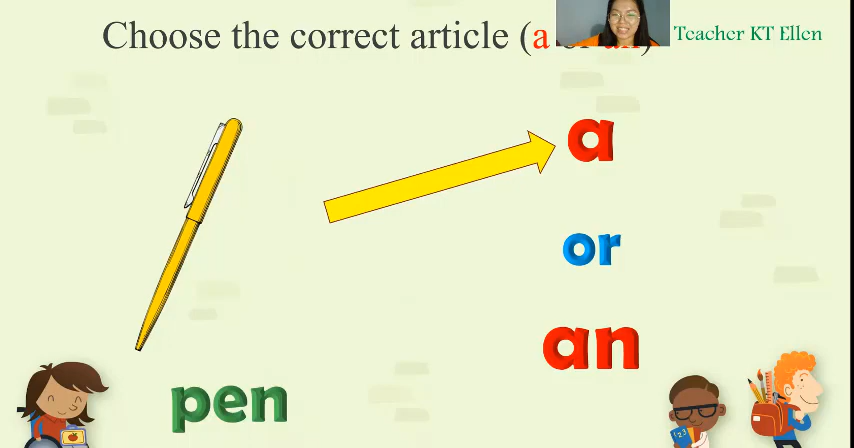 Choose the correct article (a
Teacher KT Ellen
a
or
an
pen